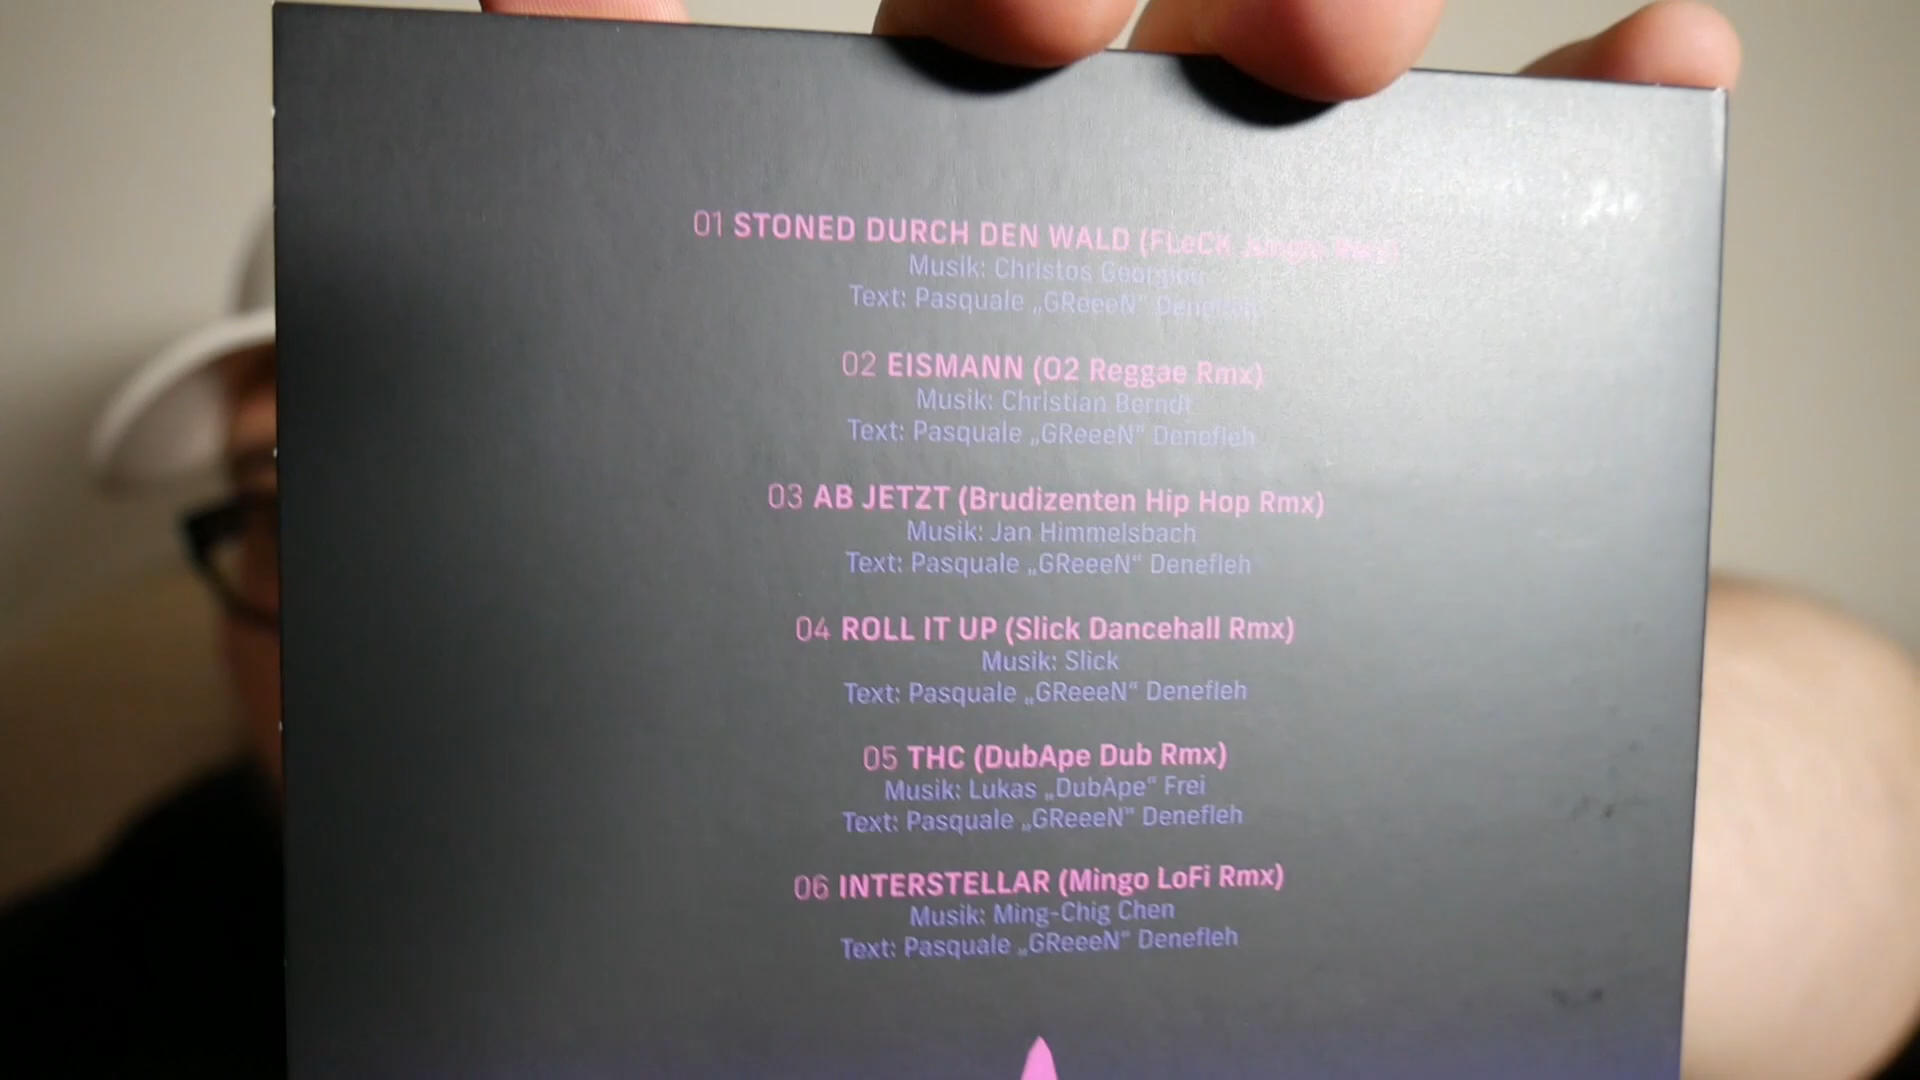 01 STONED DURCH DEN WALD (FLeCK Jungle Rmx)
Musik: Christos Georgiou
Text: Pasquale „GReeeN“ Denefleh
02 EISMANN (O2 Reggae Rmx)
Musik: Christian Berndt
Text: Pasquale „GReeeN“ Denefleh
03 AB JETZT (Brudizenten Hip Hop Rmx)
Musik: Jan Himmelsbach
Text: Pasquale „GReeeN“ Denefleh
04 ROLL IT UP (Slick Dancehall Rmx)
Musik: Slick
Text: Pasquale „GReeeN“ Denefleh
05 THC (DubApe Dub Rmx)
Musik: Lukas „DubApe“ Frei
Text: Pasquale „GReeeN“ Denefleh
06 INTERSTELLAR (Mingo LoFi Rmx)
Musik: Ming-Chig Chen
Text: Pasquale „GReeeN“ Denefleh